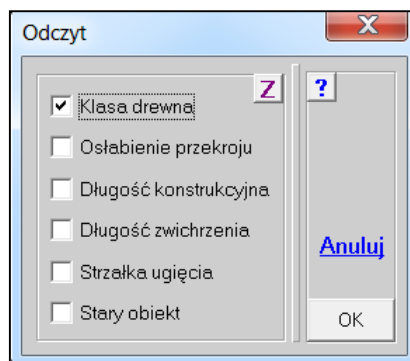 Odczyt
X
Z
?
Klasa drewna
Osłabienie przekroju
Długość konstrukcyjna
Długość zwichrzenia
Anuluj
Strzałka ugięcia
Stary obiekt
OK